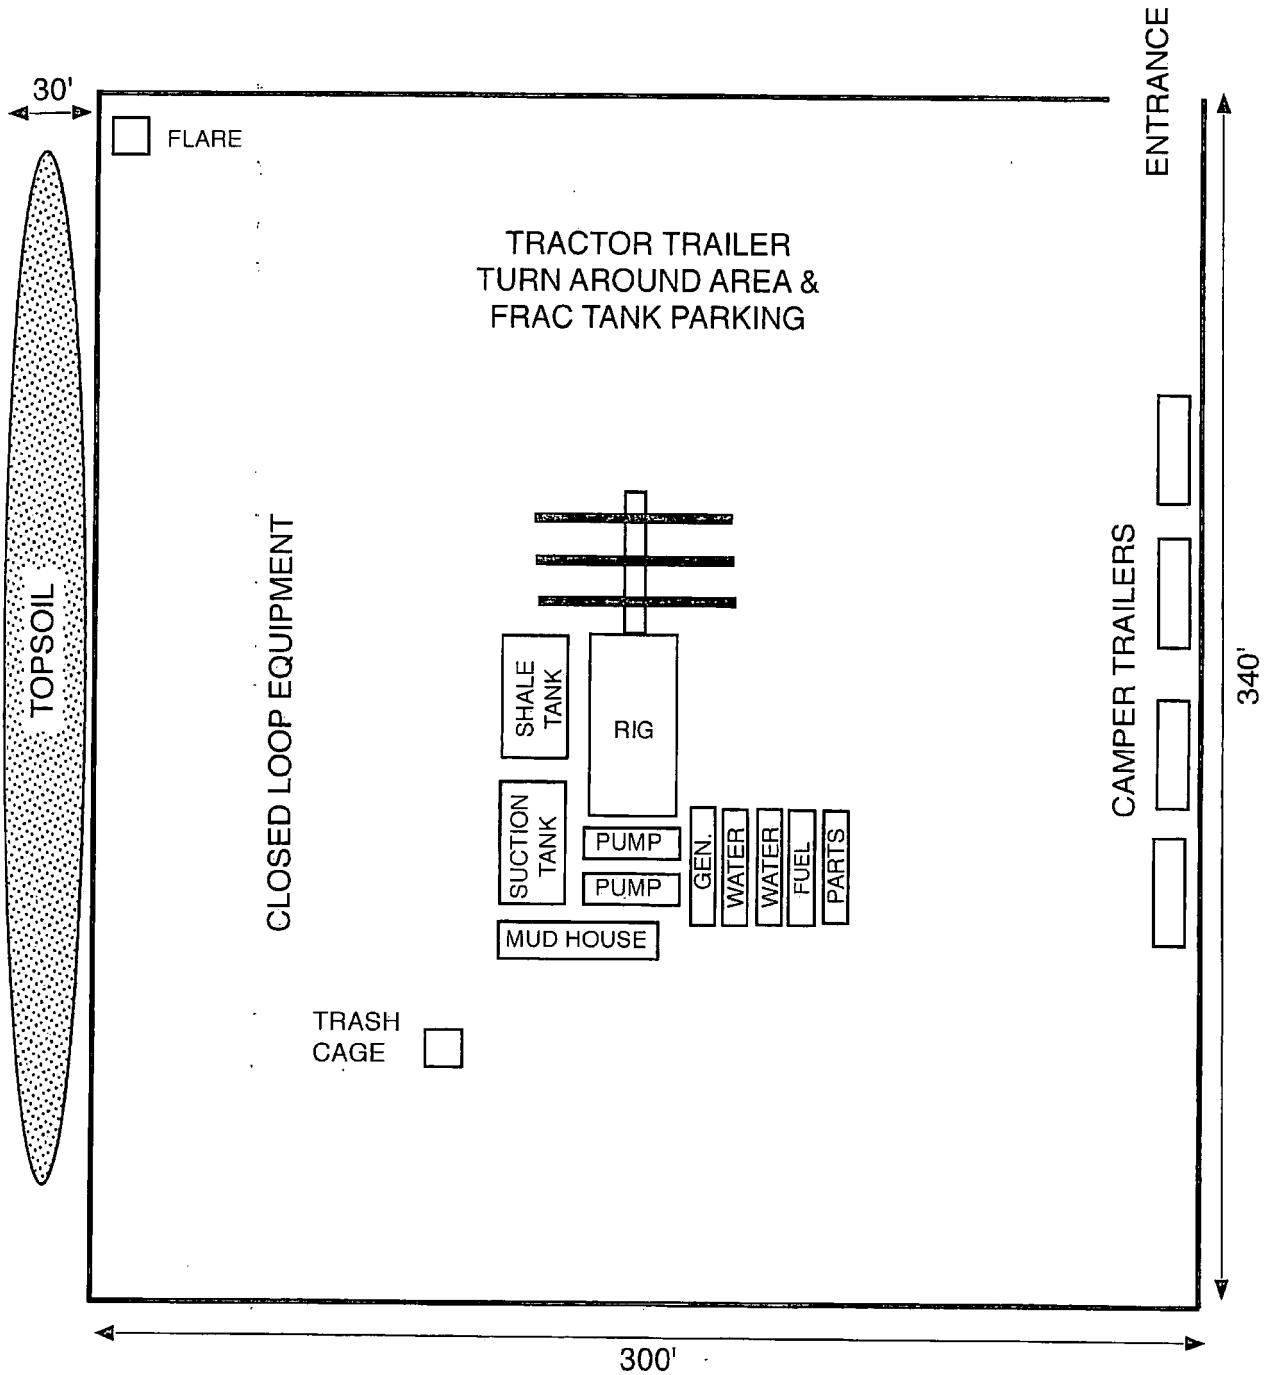 ENTRANCE
30'
FLARE
TRACTOR TRAILER
TURN AROUND AREA &
FRAC TANK PARKING
TOPSOIL
CLOSED LOOP EQUIPMENT
CAMPER TRAILERS
340'
SHALE
TANK
RIG
SUCTION
TANK
PUMP
PUMP
GEN.
WATER
WATER
FUEL
PARTS
MUD HOUSE
TRASH
CAGE
300'